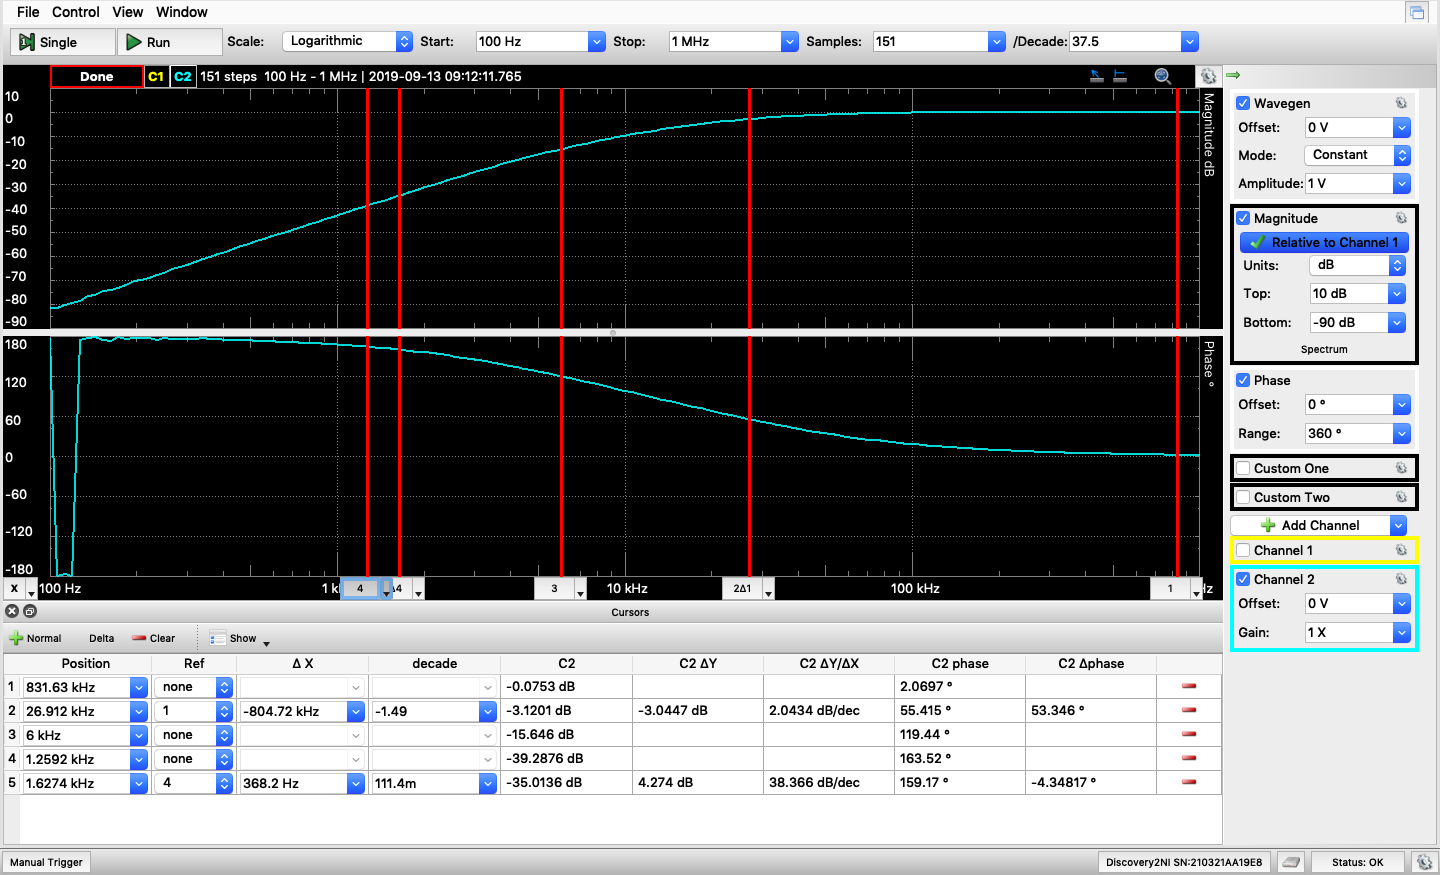 File Control View Window
Single Run Scale: Logarithmic Start: 100 Hz Stop: 1 MHz Samples: 151 /Decade: 37.5
Done C1 C2 151 steps 100 Hz - 1 MHz | 2019-09-13 09:12:11.765
10
0
-10
-20
-30
-40
-50
-60
-70
-80
-90
Magnitude dB
180
120
60
0
-60
-120
-180
Phase °
X 100 Hz 1 k 4 Δ4 3 10 kHz 2Δ1 100 kHz 1 Hz
Cursors
Normal Delta Clear Show
Position Ref Δ X decade C2 C2 ΔY C2 ΔY/ΔX C2 phase C2 Δphase
1 831.63 kHz none -0.0753 dB 2.0697 °
2 26.912 kHz 1 -804.72 kHz -1.49 -3.1201 dB -3.0447 dB 2.0434 dB/dec 55.415 ° 53.346 °
3 6 kHz none -15.646 dB 119.44 °
4 1.2592 kHz none -39.2876 dB 163.52 °
5 1.6274 kHz 4 368.2 Hz 111.4m -35.0136 dB 4.274 dB 38.366 dB/dec 159.17 ° -4.34817 °
Wavegen
Offset: 0 V
Mode: Constant
Amplitude: 1 V
Magnitude
Relative to Channel 1
Units: dB
Top: 10 dB
Bottom: -90 dB
Spectrum
Phase
Offset: 0 °
Range: 360 °
Custom One
Custom Two
Add Channel
Channel 1
Channel 2
Offset: 0 V
Gain: 1 X
Manual Trigger Discovery2NI SN:210321AA19E8 Status: OK